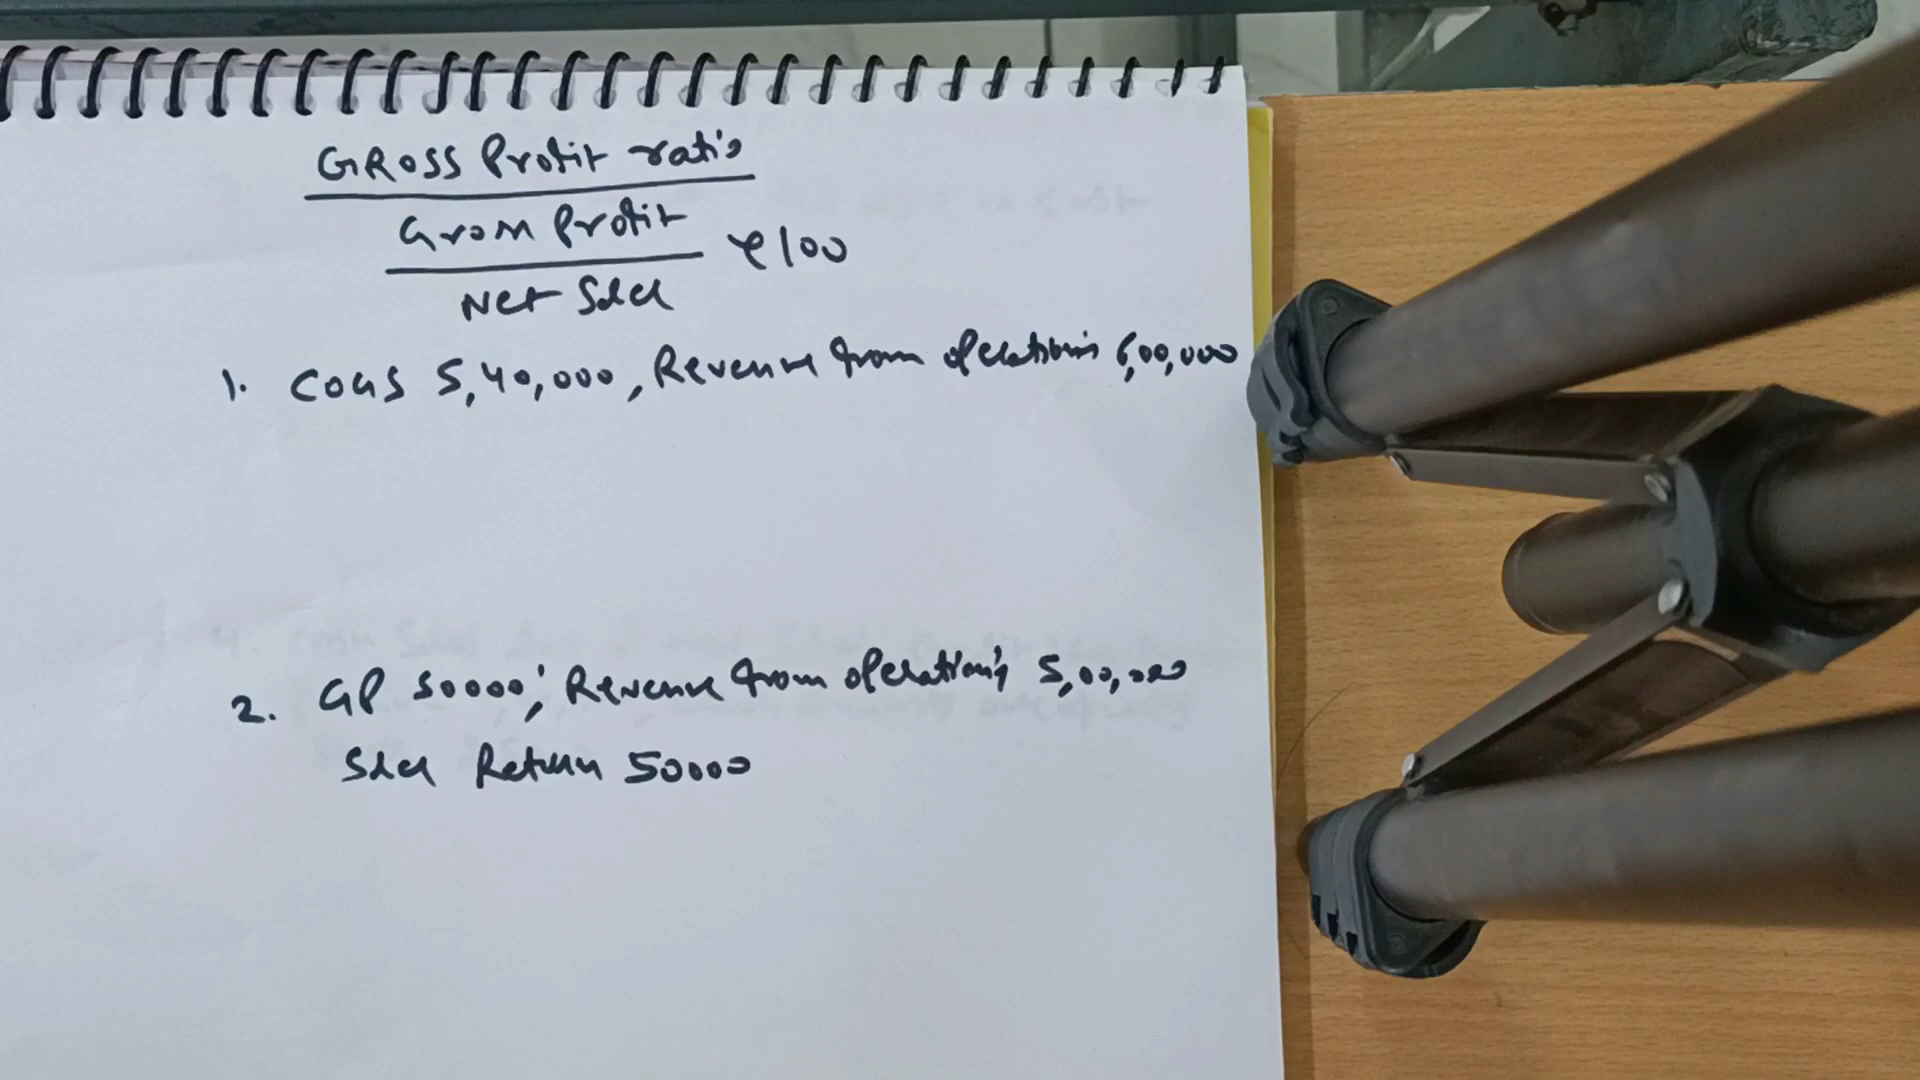 GROSS Profit ratio
Gross Profit
Net Sales
x100
1. COGS 5,40,000, Revenue from operations 6,00,000
2. GP 50000; Revenue from operations 5,00,000
Sales Return 50000